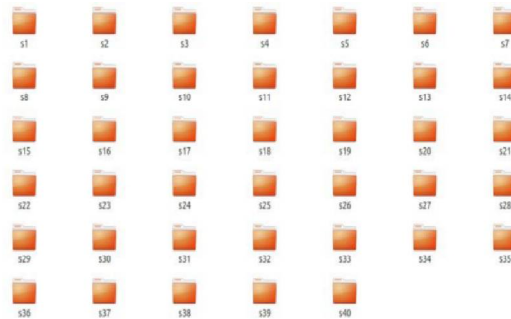 s1 s2 s3 s4 s5 s6 s7
s8 s9 s10 s11 s12 s13 s14
s15 s16 s17 s18 s19 s20 s21
s22 s23 s24 s25 s26 s27 s28
s29 s30 s31 s32 s33 s34 s35
s36 s37 s38 s39 s40